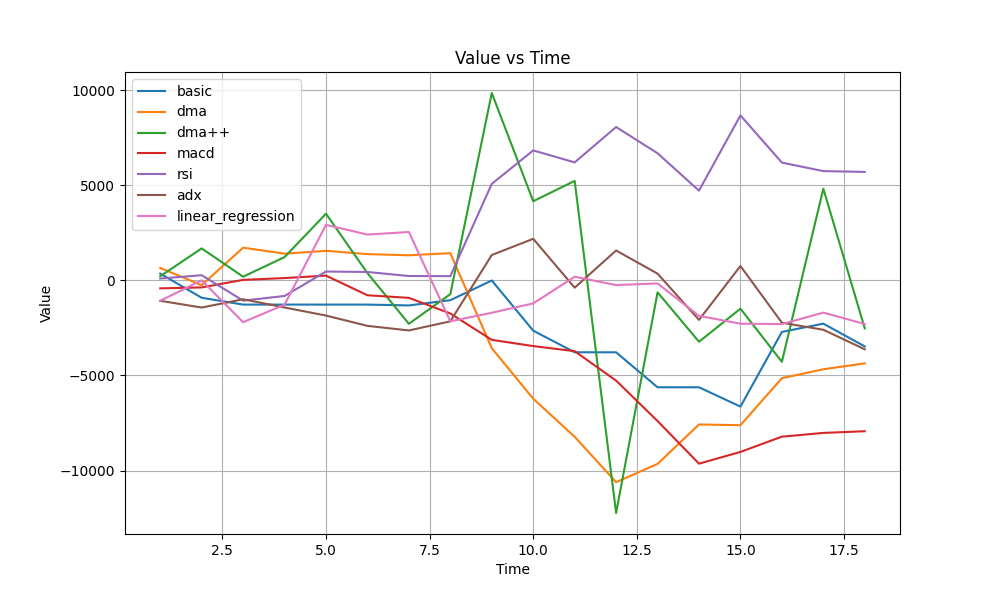 Value vs Time
basic
dma
dma++
macd
rsi
adx
linear_regression
Value
10000
5000
0
−5000
−10000
2.5 5.0 7.5 10.0 12.5 15.0 17.5
Time